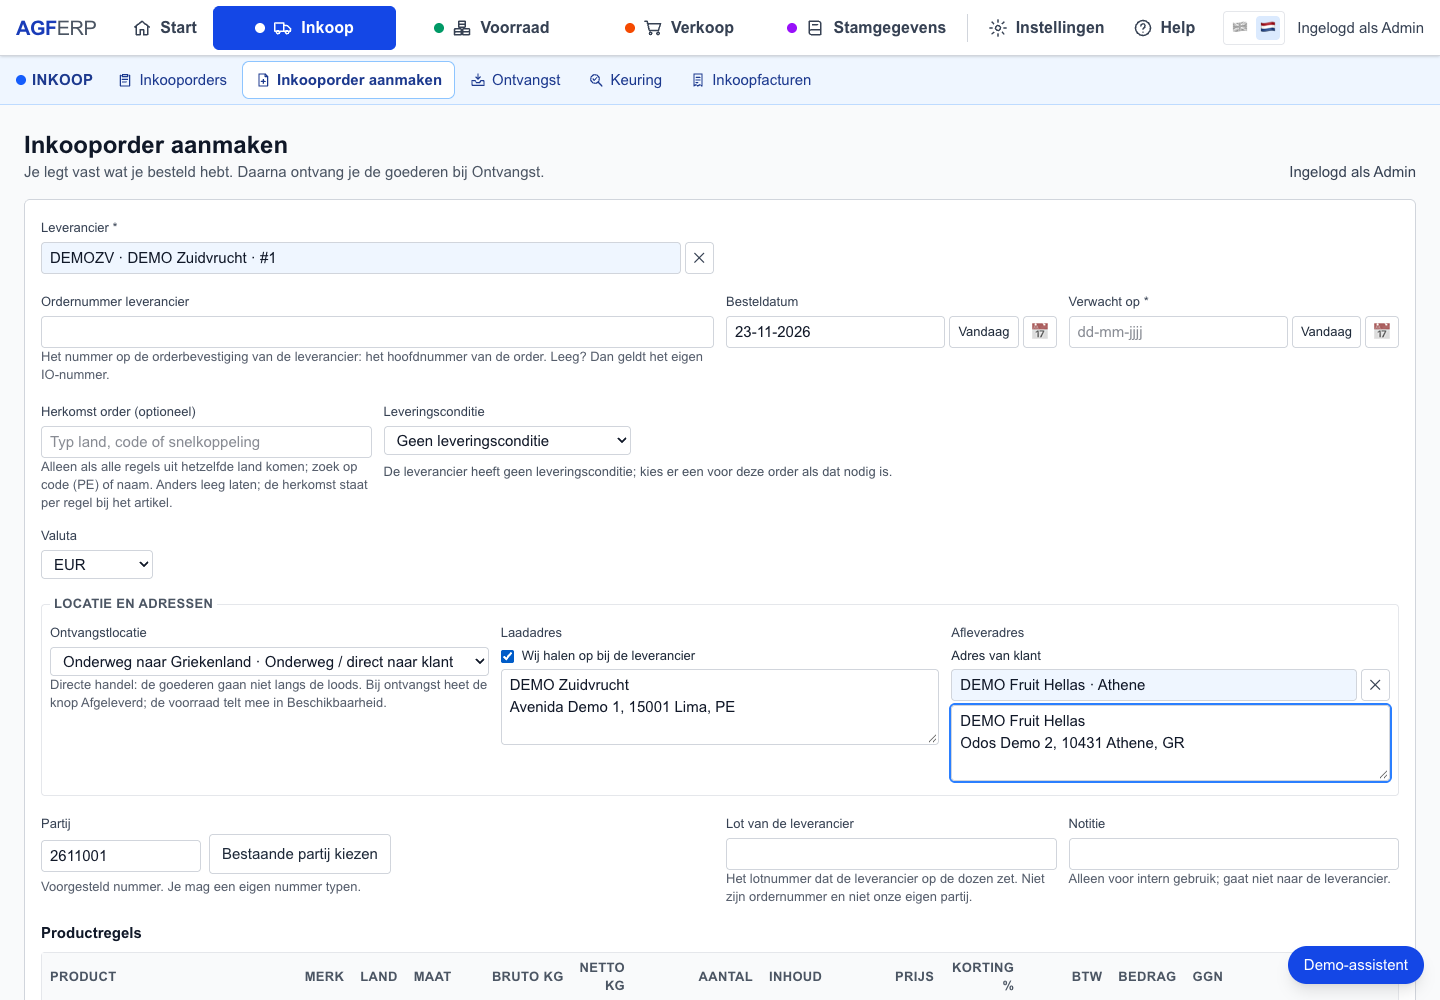 AGFERP
Start
Inkoop
Voorraad
Verkoop
Stamgegevens
Instellingen
Help
Ingelogd als Admin
INKOOP
Inkooporders
Inkooporder aanmaken
Ontvangst
Keuring
Inkoopfacturen
Inkooporder aanmaken
Je legt vast wat je besteld hebt. Daarna ontvang je de goederen bij Ontvangst.
Ingelogd als Admin
Leverancier *
DEMOZV · DEMO Zuidvrucht · #1
Ordernummer leverancier
Besteldatum
Verwacht op *
23-11-2026
Vandaag
dd-mm-jjjj
Vandaag
Het nummer op de orderbevestiging van de leverancier: het hoofdnummer van de order. Leeg? Dan geldt het eigen
IO-nummer.
Herkomst order (optioneel)
Leveringsconditie
Typ land, code of snelkoppeling
Geen leveringsconditie
Alleen als alle regels uit hetzelfde land komen; zoek op
code (PE) of naam. Anders leeg laten; de herkomst staat
per regel bij het artikel.
De leverancier heeft geen leveringsconditie; kies er een voor deze order als dat nodig is.
Valuta
EUR
LOCATIE EN ADRESSEN
Ontvangstlocatie
Onderweg naar Griekenland · Onderweg / direct naar klant
Directe handel: de goederen gaan niet langs de loods. Bij ontvangst heet de
knop Afgeleverd; de voorraad telt mee in Beschikbaarheid.
Laadadres
Wij halen op bij de leverancier
DEMO Zuidvrucht
Avenida Demo 1, 15001 Lima, PE
Afleveradres
Adres van klant
DEMO Fruit Hellas · Athene
DEMO Fruit Hellas
Odos Demo 2, 10431 Athene, GR
Partij
2611001
Bestaande partij kiezen
Voorgesteld nummer. Je mag een eigen nummer typen.
Lot van de leverancier
Het lotnummer dat de leverancier op de dozen zet. Niet
zijn ordernummer en niet onze eigen partij.
Notitie
Alleen voor intern gebruik; gaat niet naar de leverancier.
Productregels
PRODUCT
MERK
LAND
MAAT
BRUTO KG
NETTO
KG
AANTAL
INHOUD
PRIJS
KORTING
%
BTW
BEDRAG
GGN
Demo-assistent